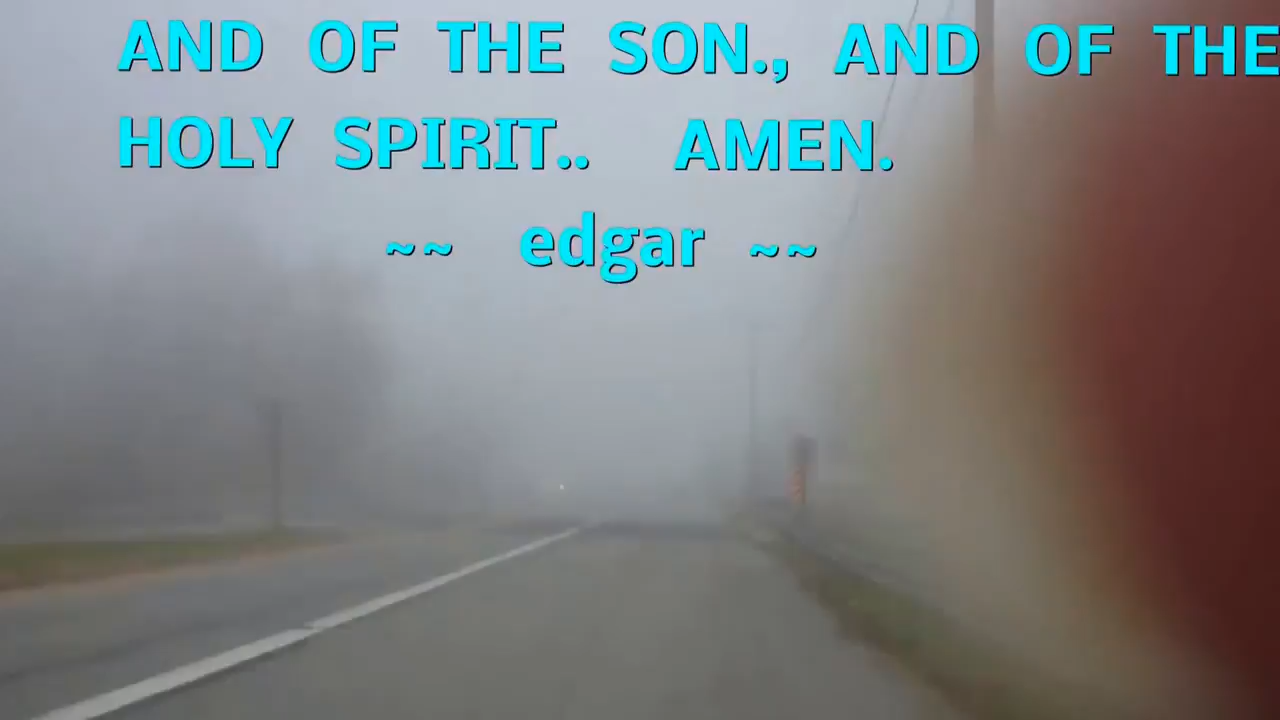 AND OF THE SON., AND OF THE
HOLY SPIRIT.. AMEN.
~~ edgar ~~